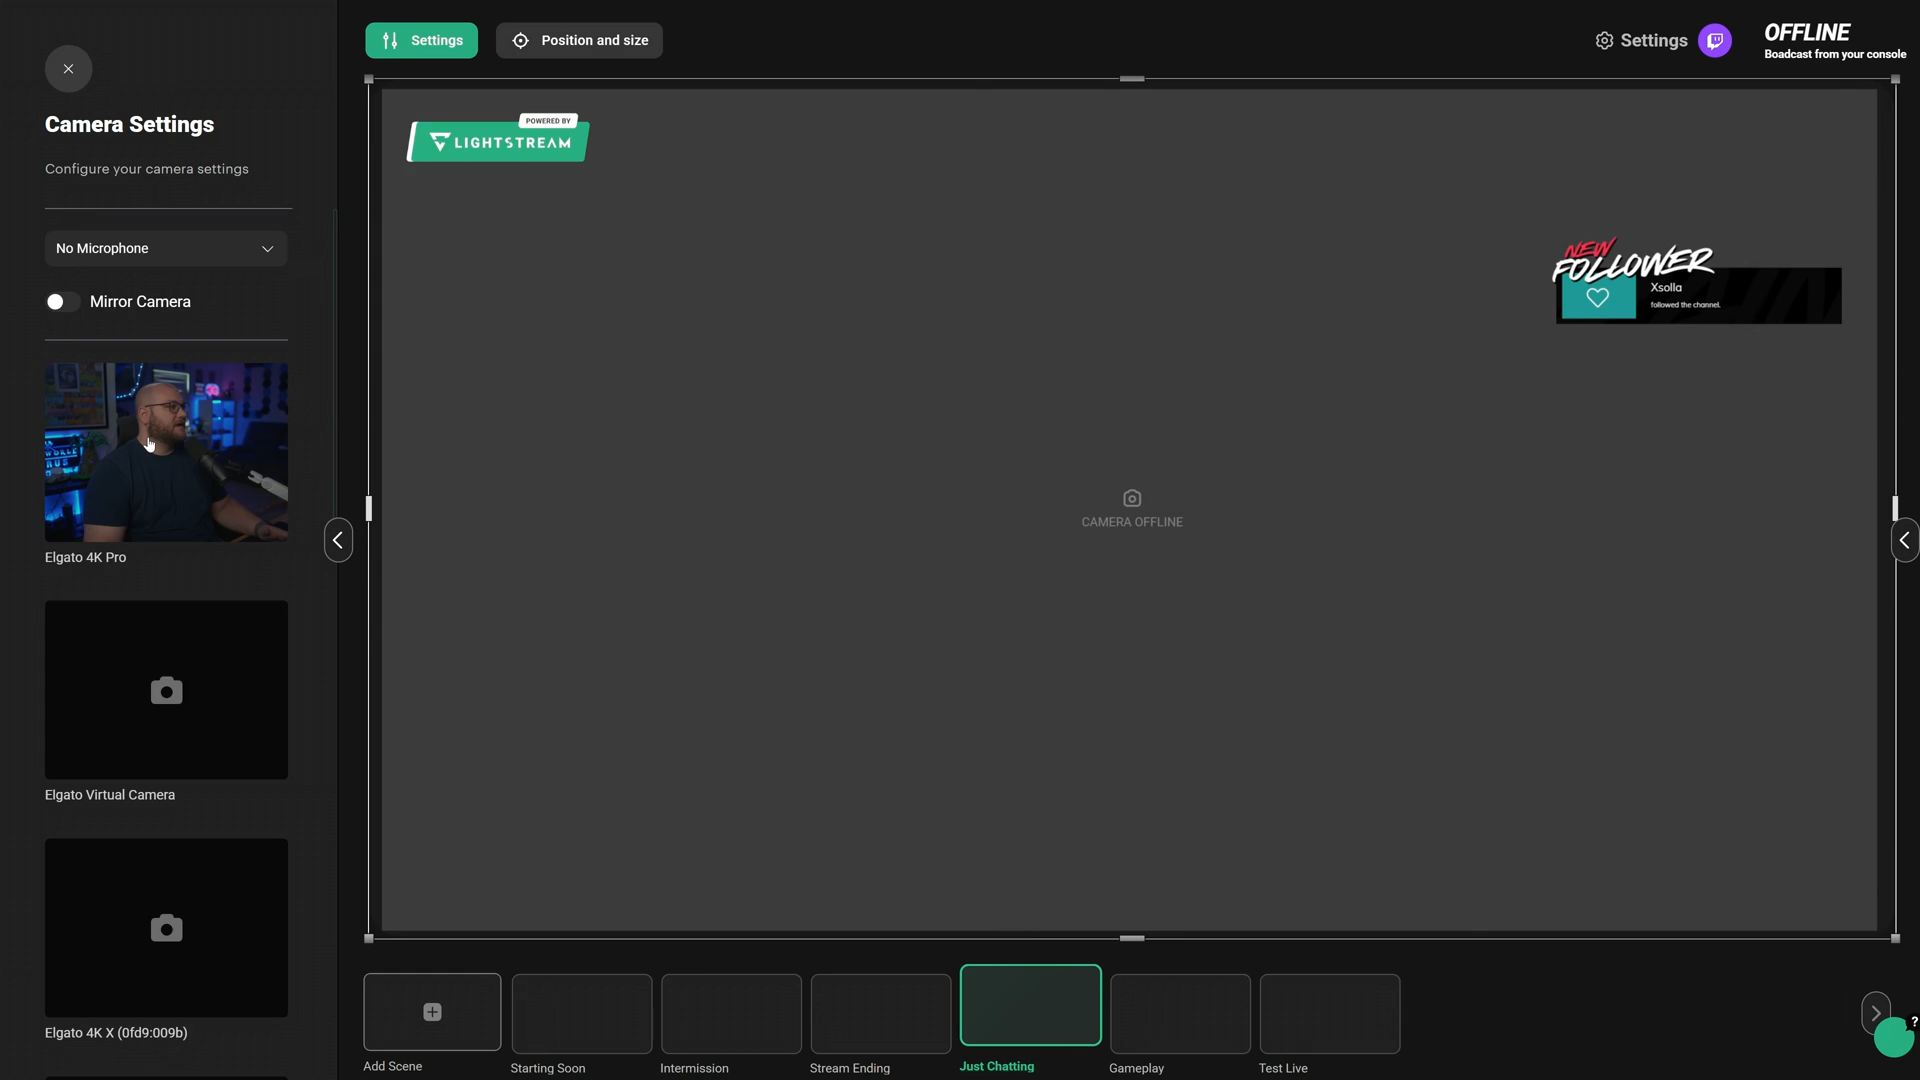 Settings
Position and size
Settings
OFFLINE
Boadcast from your console
Camera Settings
Configure your camera settings
No Microphone
Mirror Camera
Elgato 4K Pro
Elgato Virtual Camera
Elgato 4K X (0fd9:009b)
POWERED BY
LIGHTSTREAM
NEW
FOLLOWER
Xsolla
followed the channel.
CAMERA OFFLINE
Add Scene
Starting Soon
Intermission
Stream Ending
Just Chatting
Gameplay
Test Live
?